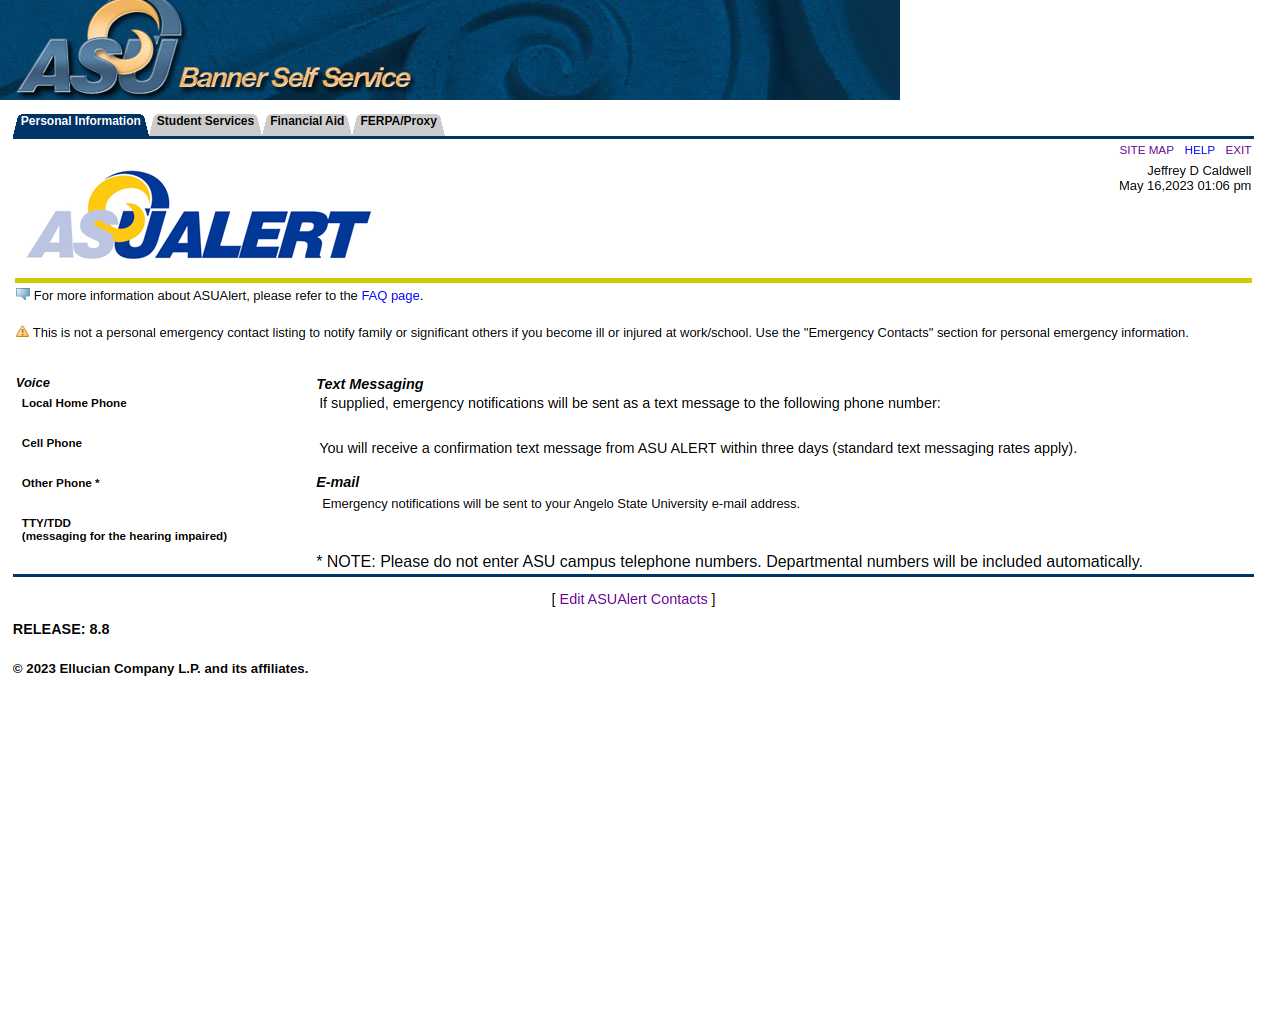 ASU Banner Self Service
Personal Information Student Services Financial Aid FERPA/Proxy
SITE MAP HELP EXIT
Jeffrey D Caldwell
May 16,2023 01:06 pm
ASUALERT
For more information about ASUAlert, please refer to the FAQ page.
This is not a personal emergency contact listing to notify family or significant others if you become ill or injured at work/school. Use the "Emergency Contacts" section for personal emergency information.
Voice
Local Home Phone
Cell Phone
Other Phone *
TTY/TDD
(messaging for the hearing impaired)
Text Messaging
If supplied, emergency notifications will be sent as a text message to the following phone number:
You will receive a confirmation text message from ASU ALERT within three days (standard text messaging rates apply).
E-mail
Emergency notifications will be sent to your Angelo State University e-mail address.
* NOTE: Please do not enter ASU campus telephone numbers. Departmental numbers will be included automatically.
[ Edit ASUAlert Contacts ]
RELEASE: 8.8
© 2023 Ellucian Company L.P. and its affiliates.